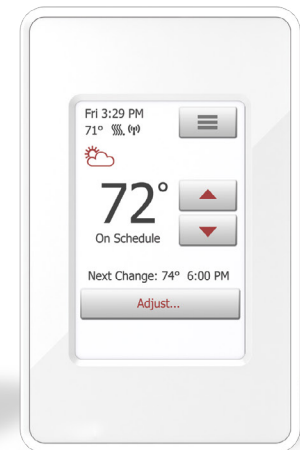 Fri 3:29 PM
71°
72°
On Schedule
Next Change: 74° 6:00 PM
Adjust...